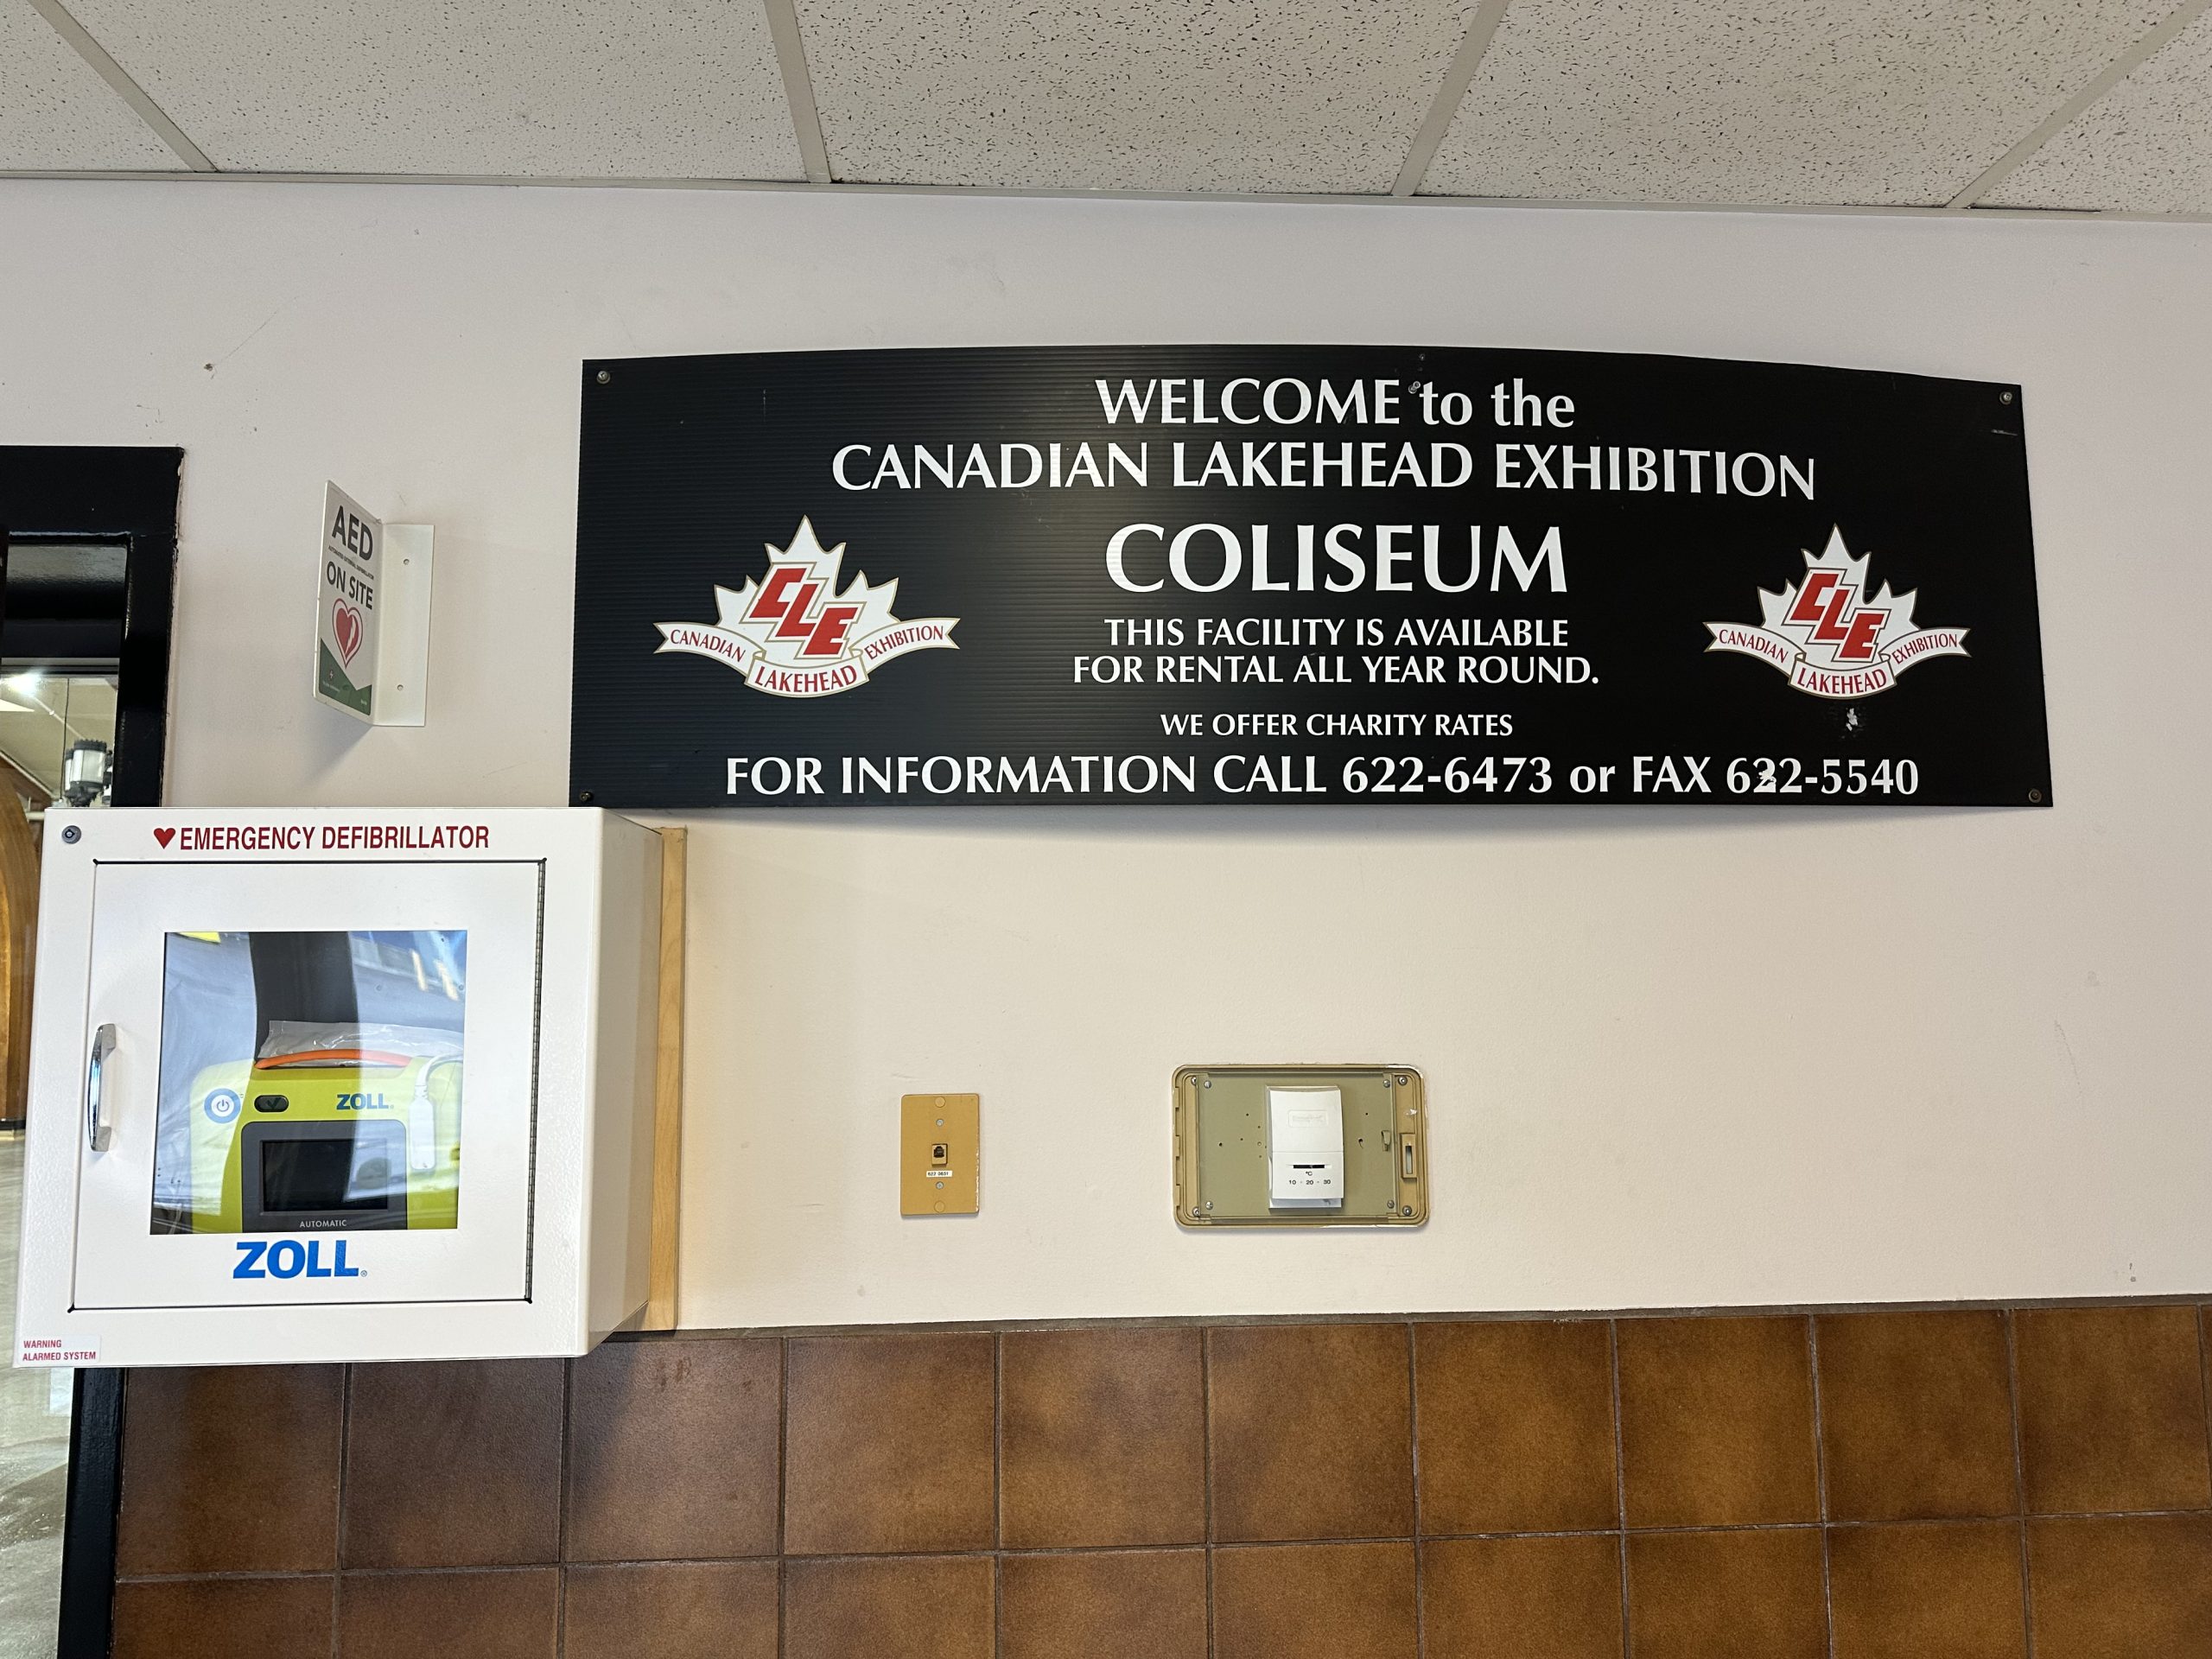 WELCOME to the
CANADIAN LAKEHEAD EXHIBITION
COLISEUM
THIS FACILITY IS AVAILABLE
FOR RENTAL ALL YEAR ROUND.
WE OFFER CHARITY RATES
FOR INFORMATION CALL 622-6473 or FAX 622-5540
CLE
CANADIAN LAKEHEAD EXHIBITION
CLE
CANADIAN LAKEHEAD EXHIBITION
AED
ON SITE
EMERGENCY DEFIBRILLATOR
ZOLL
AUTOMATIC
ZOLL
WARNING
ALARMED SYSTEM
°C
10 - 20 - 30